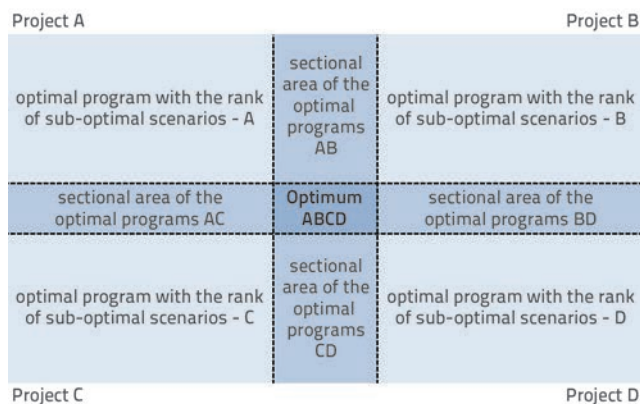 Project A
Project B
optimal program with the rank
of sub-optimal scenarios - A
sectional
area of the
optimal
programs
AB
optimal program with the rank
of sub-optimal scenarios - B
sectional area of the
optimal programs AC
Optimum
ABCD
sectional area of the
optimal programs BD
optimal program with the rank
of sub-optimal scenarios - C
sectional
area of the
optimal
programs
CD
optimal program with the rank
of sub-optimal scenarios - D
Project C
Project D